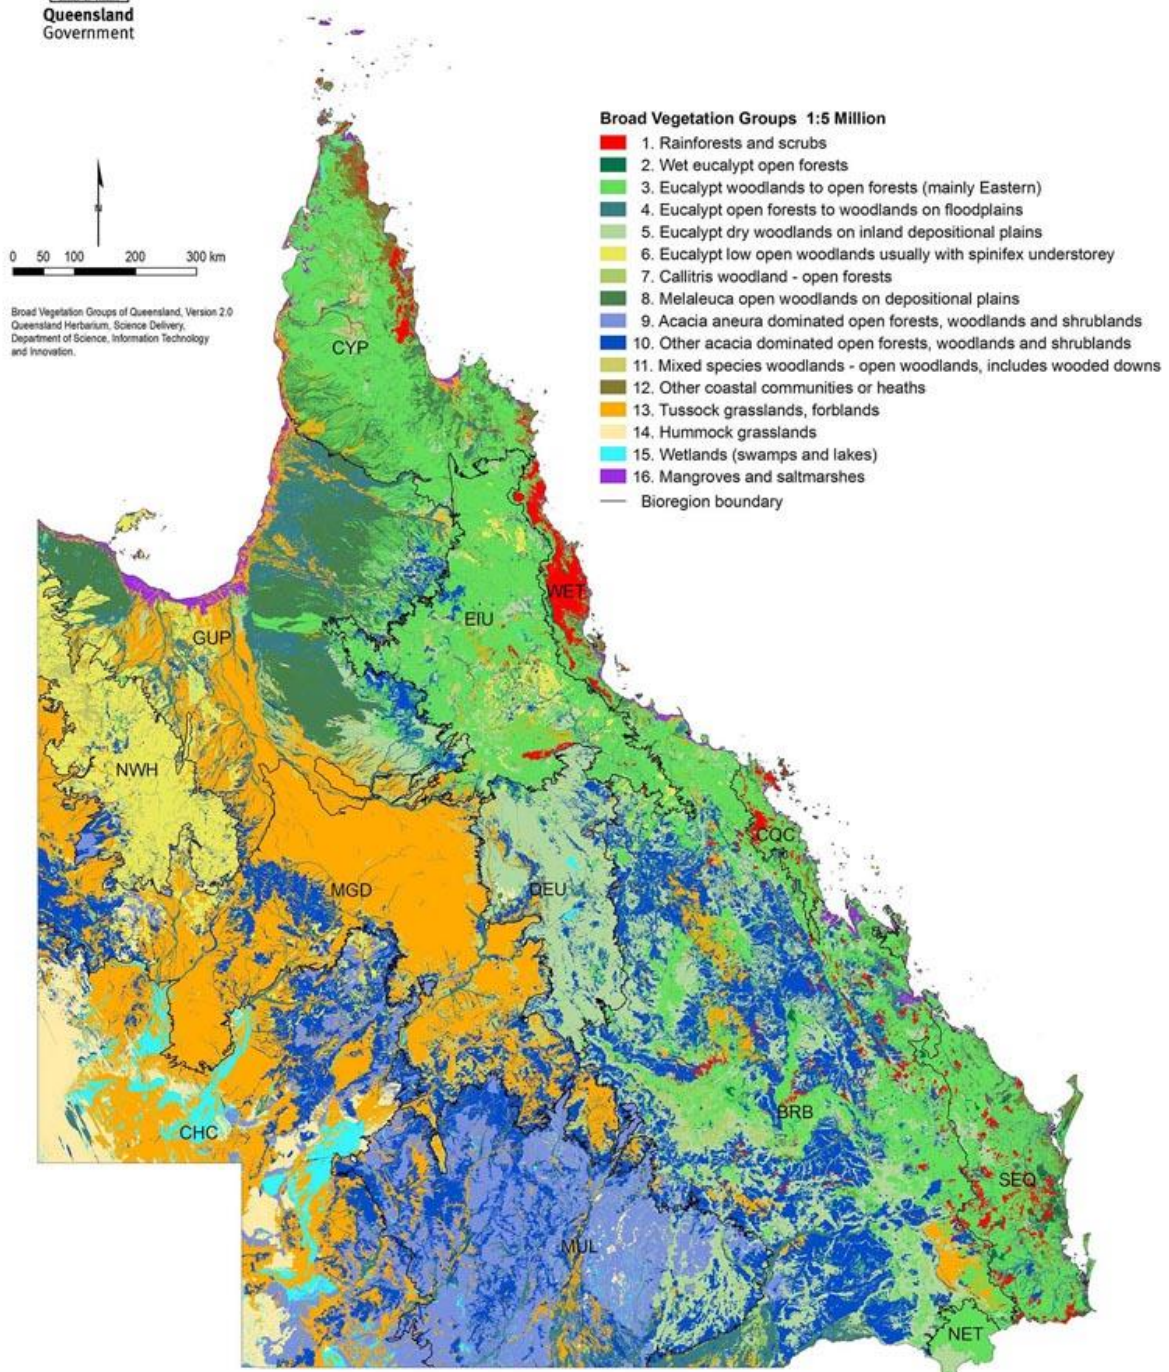 Queensland
Government
Broad Vegetation Groups 1:5 Million
1. Rainforests and scrubs
2. Wet eucalypt open forests
3. Eucalypt woodlands to open forests (mainly Eastern)
4. Eucalypt open forests to woodlands on floodplains
5. Eucalypt dry woodlands on inland depositional plains
6. Eucalypt low open woodlands usually with spinifex understorey
7. Callitris woodland - open forests
8. Melaleuca open woodlands on depositional plains
9. Acacia aneura dominated open forests, woodlands and shrublands
10. Other acacia dominated open forests, woodlands and shrublands
11. Mixed species woodlands - open woodlands, includes wooded downs
12. Other coastal communities or heaths
13. Tussock grasslands, forblands
14. Hummock grasslands
15. Wetlands (swamps and lakes)
16. Mangroves and saltmarshes
Bioregion boundary
N
0 50 100 200 300 km
Broad Vegetation Groups of Queensland, Version 2.0
Queensland Herbarium, Science Delivery,
Department of Science, Information Technology
and Innovation.
CYP
WET
EIU
GUP
NWH
CQC
MGD
DEU
BRB
CHC
SEQ
MUL
NET